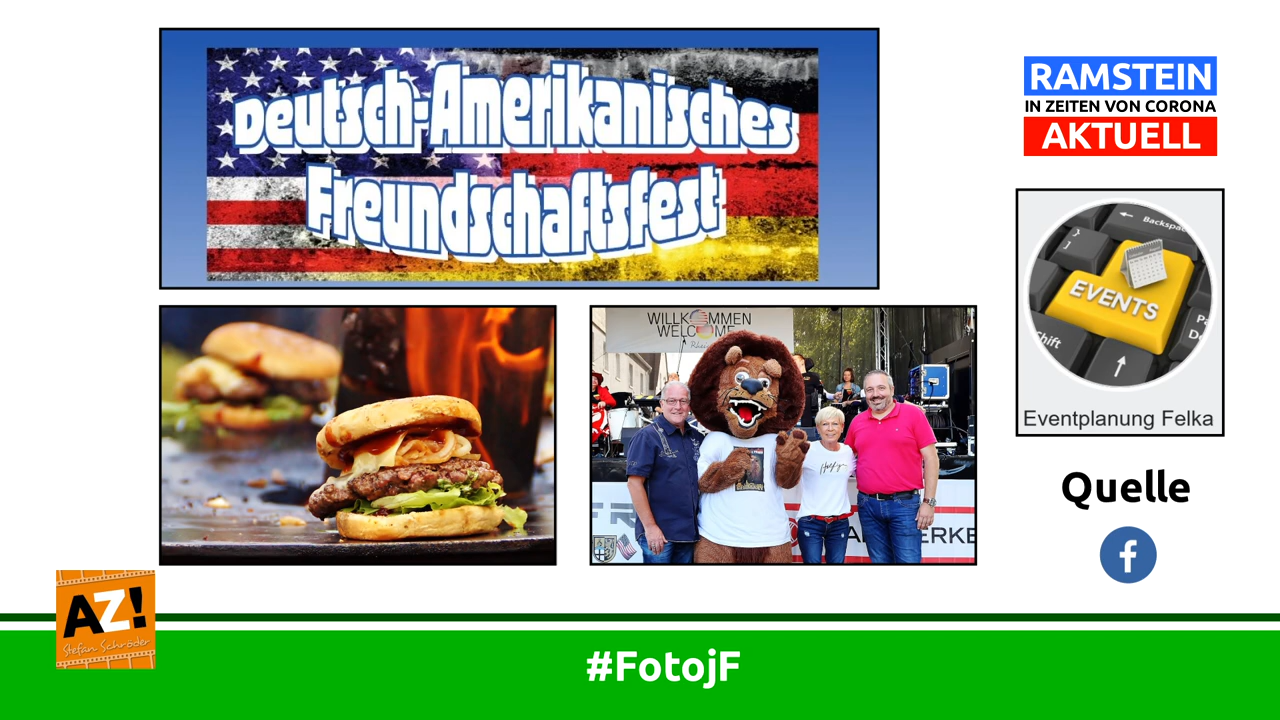 Deutsch-Amerikanisches
Freundschaftsfest
RAMSTEIN
IN ZEITEN VON CORONA
AKTUELL
Backspac
}
]
EVENTS
Shift
Eventplanung Felka
WILLKOMMEN
WELCOME
Quelle
f
AZ!
Stefan Schröder
#FotojF